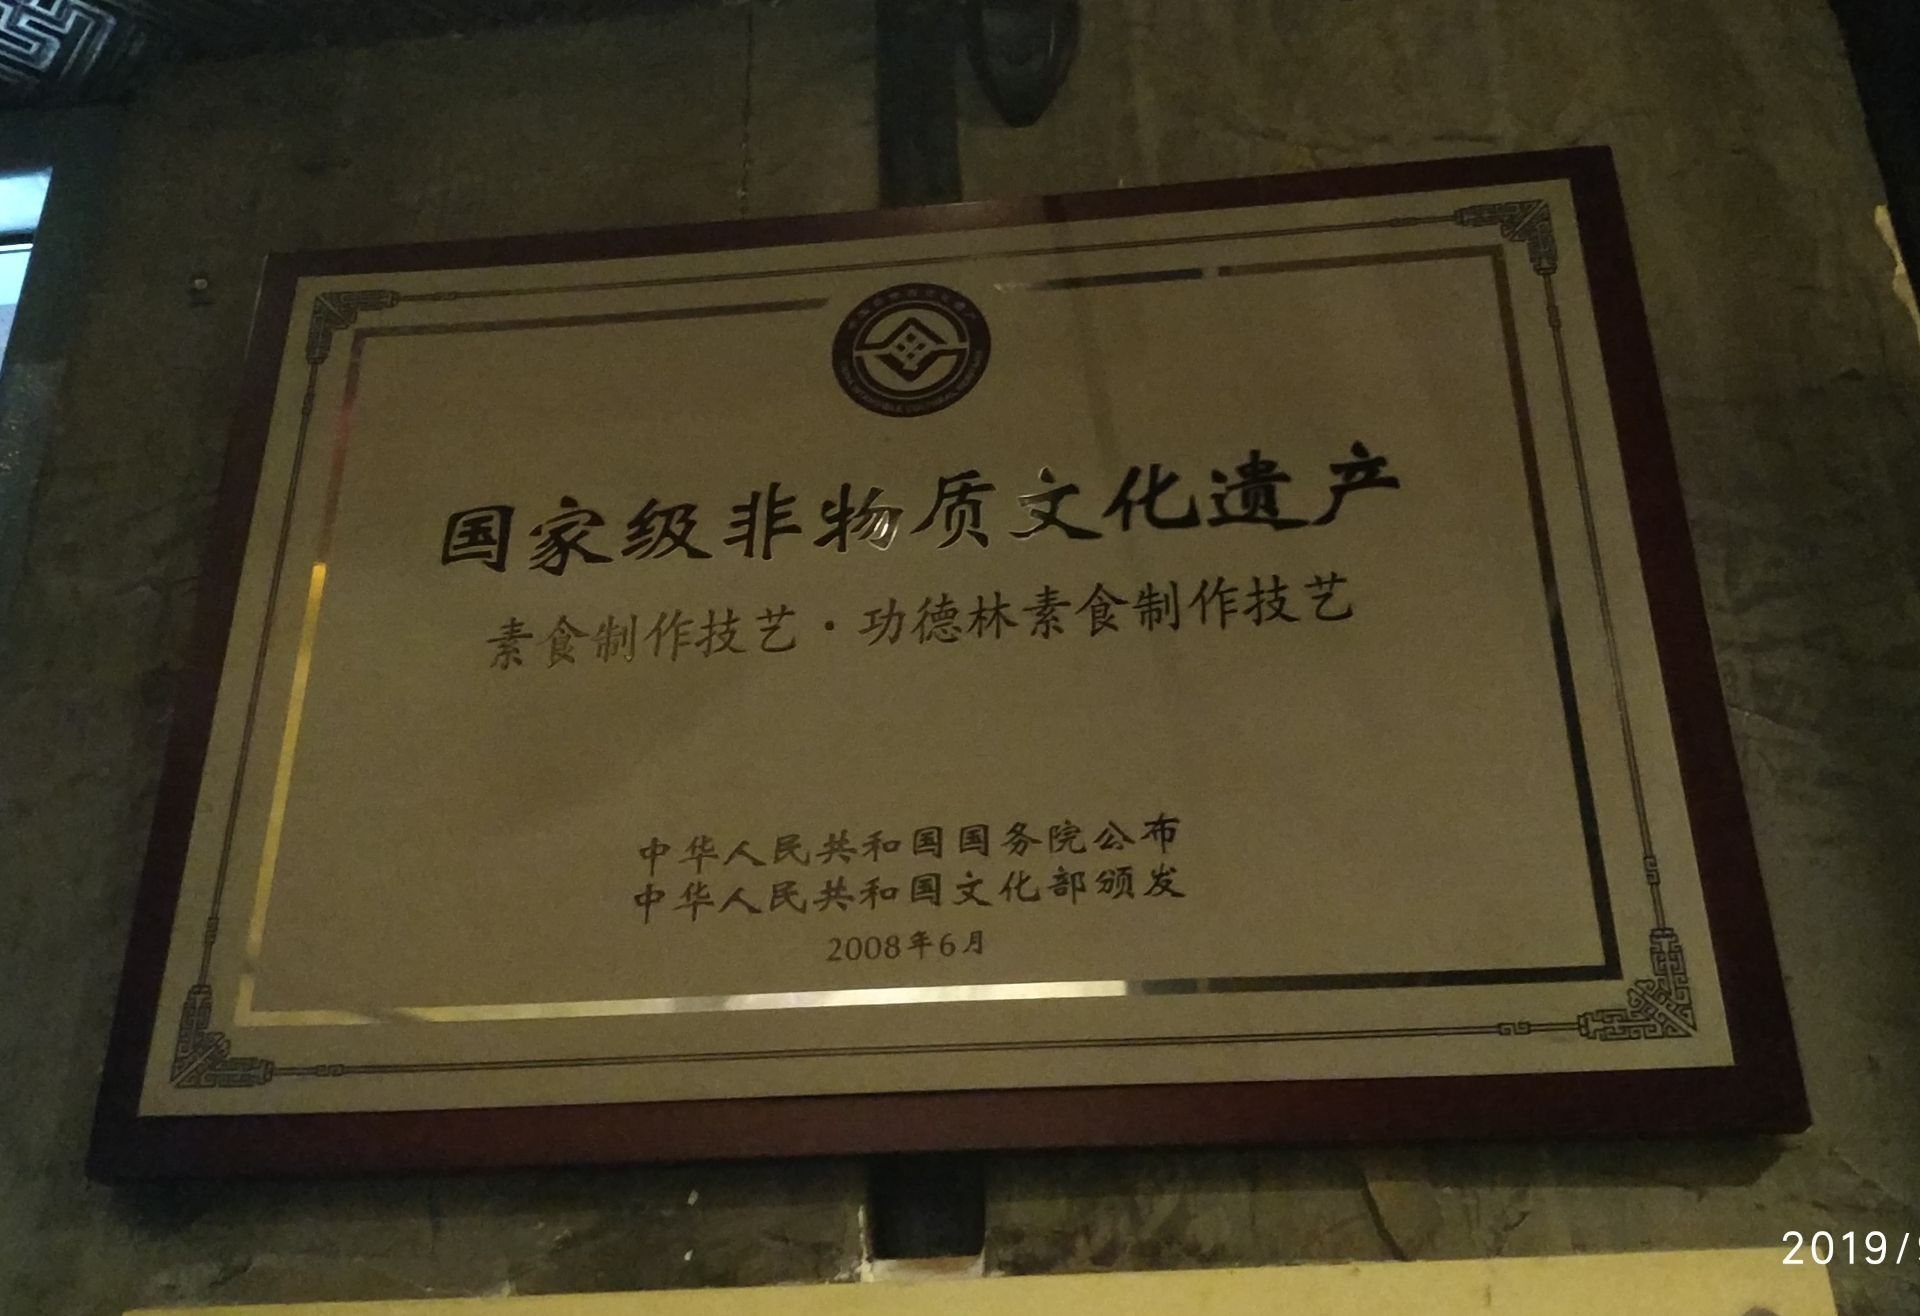 国家级非物质文化遗产
素食制作技艺·功德林素食制作技艺
中华人民共和国国务院公布
中华人民共和国文化部颁发
2008年6月
2019/